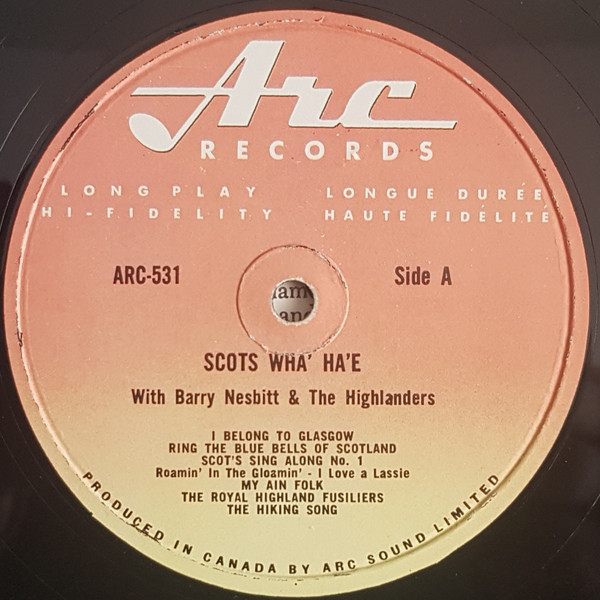 Arc
RECORDS
LONG PLAY LONGUE DURÉE
HI-FIDELITY HAUTE FIDÉLITÉ
ARC-531 Side A
SCOTS WHA' HA'E
With Barry Nesbitt & The Highlanders
I BELONG TO GLASGOW
RING THE BLUE BELLS OF SCOTLAND
SCOT'S SING ALONG No. 1
Roamin' In The Gloamin' - I Love a Lassie
MY AIN FOLK
THE ROYAL HIGHLAND FUSILIERS
THE HIKING SONG
PRODUCED IN CANADA BY ARC SOUND LIMITED